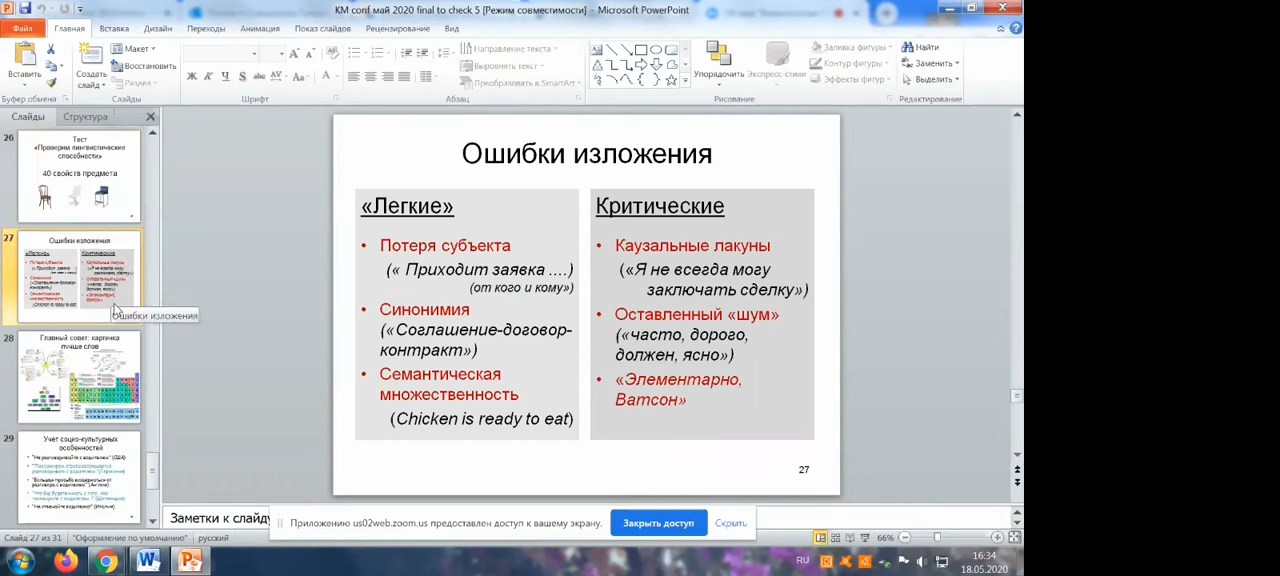 KM conf май 2020 final to check 5 [Режим совместимости] - Microsoft PowerPoint
Файл Главная Вставка Дизайн Переходы Анимация Показ слайдов Рецензирование Вид
Вставить
Буфер обмена
Создать слайд
Макет
Восстановить
Раздел
Слайды
Шрифт
Направление текста
Выровнять текст
Преобразовать в SmartArt
Абзац
Упорядочить
Экспресс-стили
Заливка фигуры
Контур фигуры
Эффекты фигур
Рисование
Найти
Заменить
Выделить
Редактирование
Слайды Структура
26
Тест
«Проверим лингвистические
способности»
40 свойств предмета
27
Ошибки изложения
28
Главный совет: картинка
лучше слов
29
Учет социо-культурных
особенностей
Ошибки изложения
«Легкие»
Потеря субъекта
(« Приходит заявка ....)
(от кого и кому»)
Синонимия
(«Соглашение-договор-
контракт»)
Семантическая
множественность
(Chicken is ready to eat)
Критические
Каузальные лакуны
(«Я не всегда могу
заключать сделку»)
Оставленный «шум»
(«часто, дорого,
должен, ясно»)
«Элементарно,
Ватсон»
27
Заметки к слайду
Приложению us02web.zoom.us предоставлен доступ к вашему экрану.
Закрыть доступ
Скрыть
Слайд 27 из 31 "Оформление по умолчанию" русский
66%
RU
16:34
18.05.2020